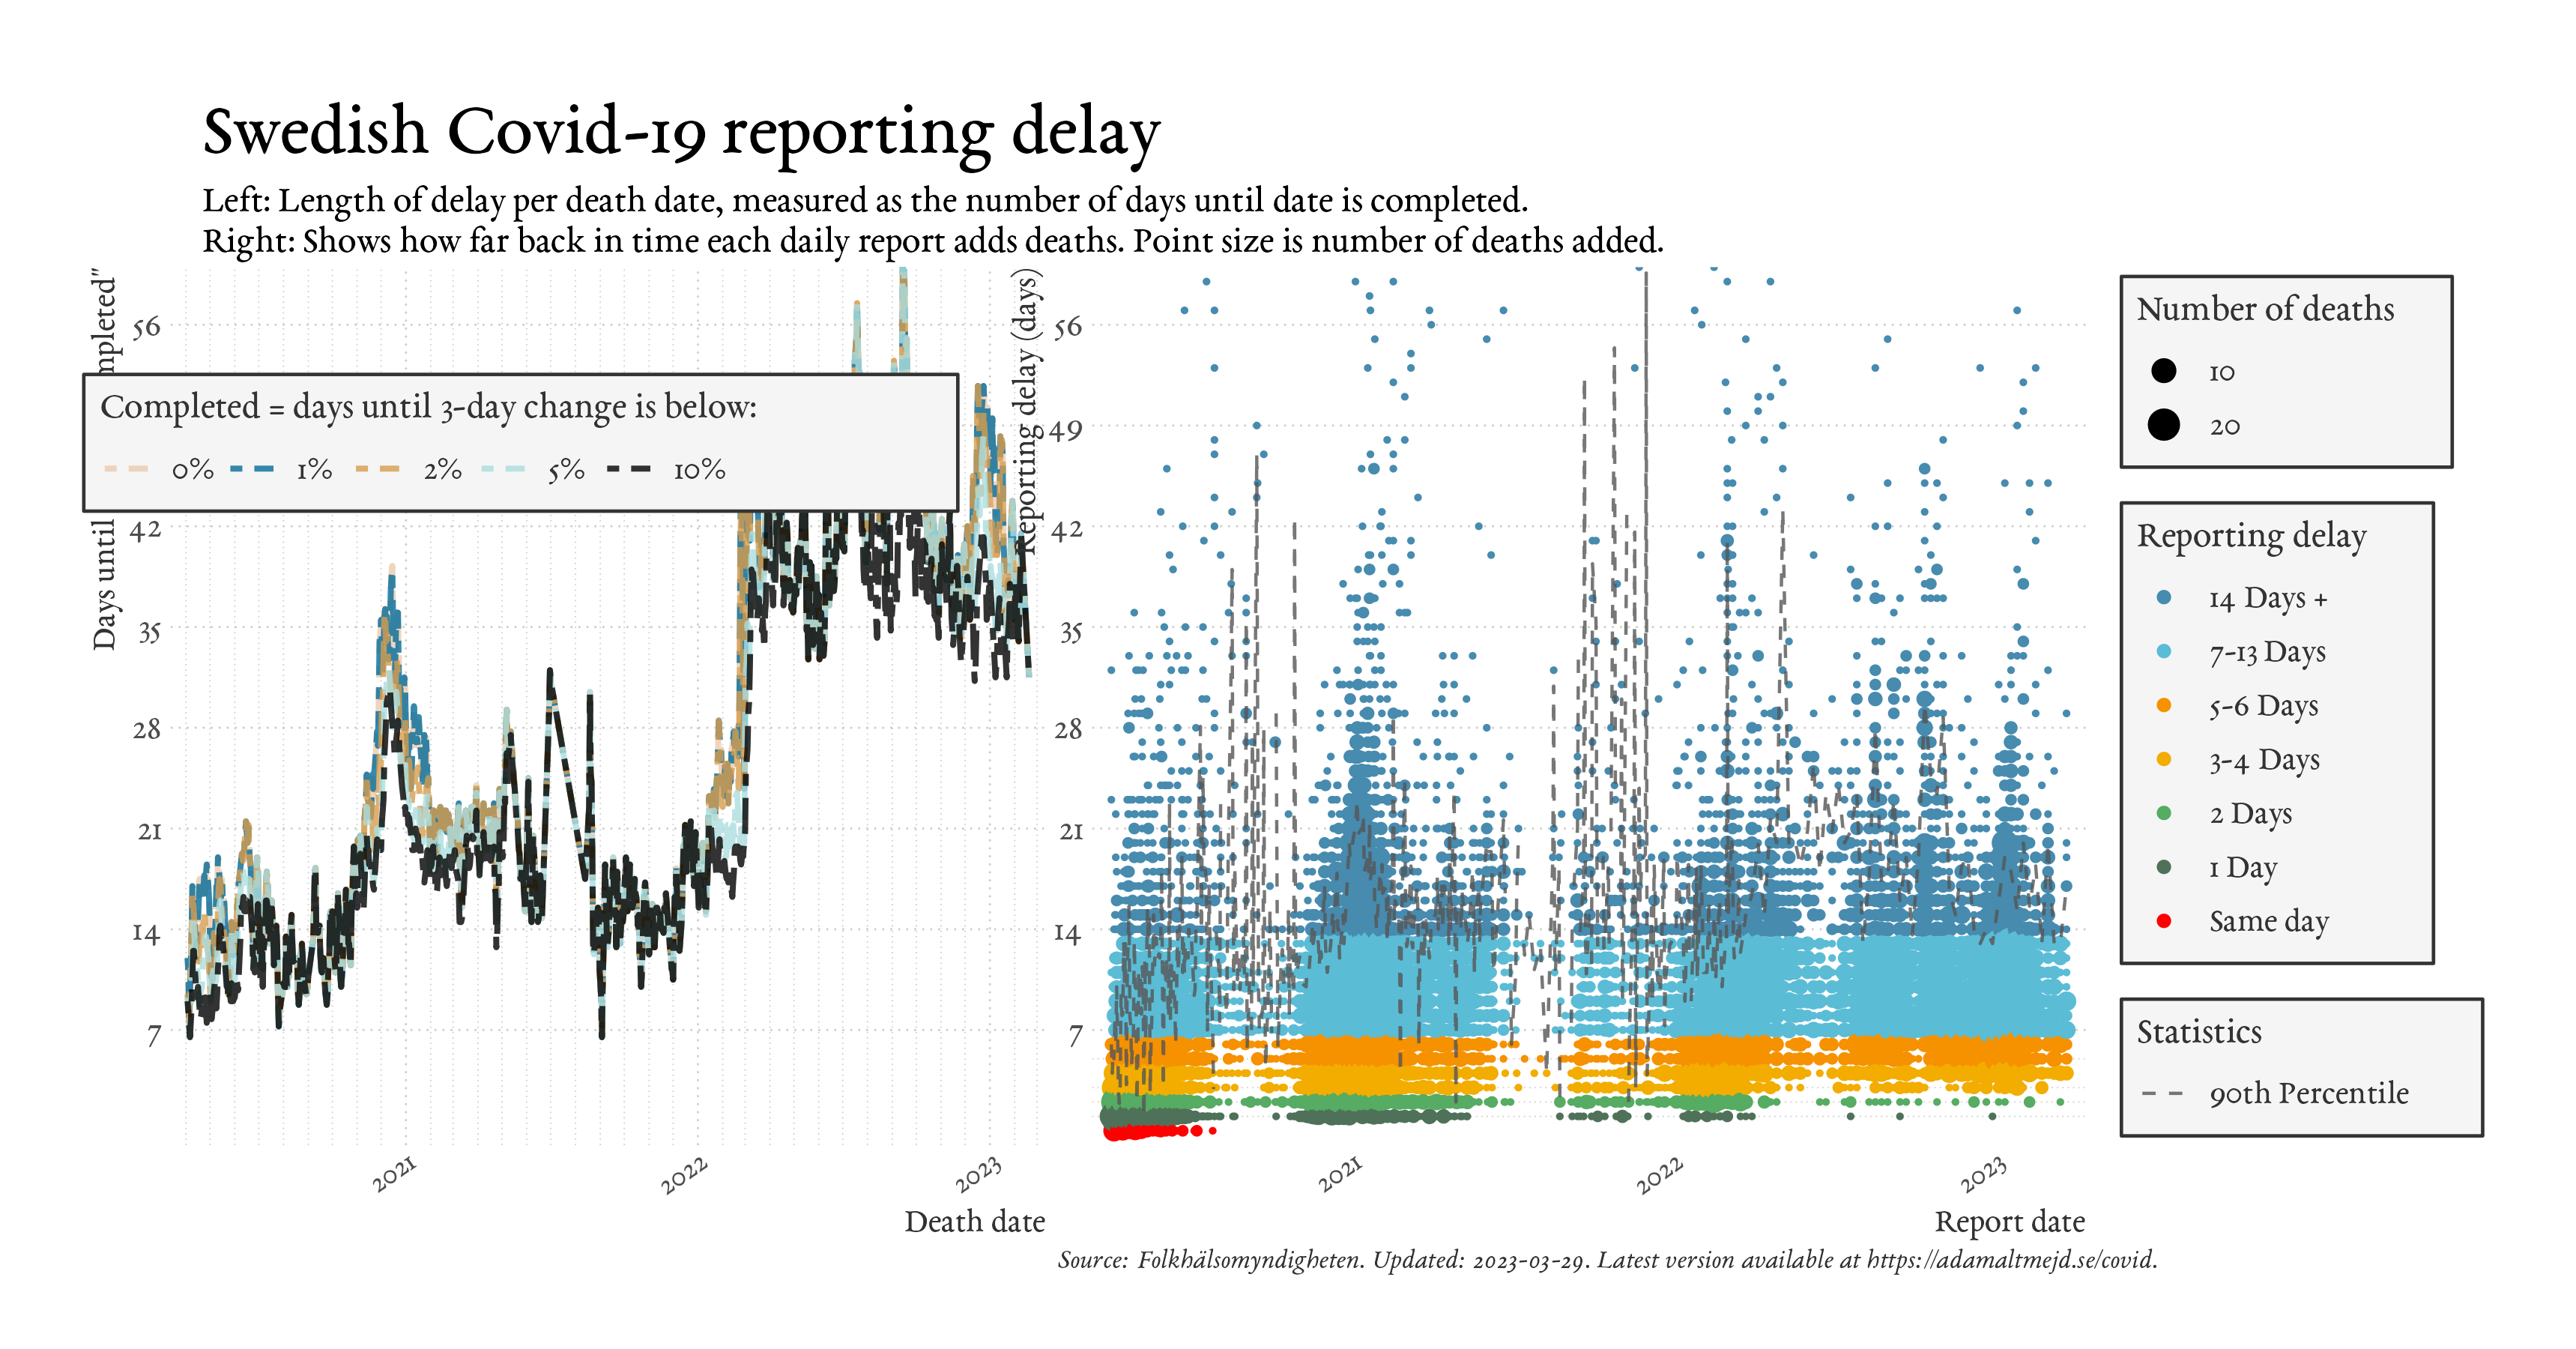 Swedish Covid-19 reporting delay
Left: Length of delay per death date, measured as the number of days until date is completed.
Right: Shows how far back in time each daily report adds deaths. Point size is number of deaths added.
Days until
56
42
35
28
21
14
7
Completed = days until 3-day change is below:
0% 1% 2% 5% 10%
2021
2022
2023
Death date
Reporting delay (days)
56
49
42
35
28
21
14
7
2021
2022
2023
Report date
Number of deaths
10
20
Reporting delay
14 Days +
7-13 Days
5-6 Days
3-4 Days
2 Days
1 Day
Same day
Statistics
90th Percentile
Source: Folkhälsomyndigheten. Updated: 2023-03-29. Latest version available at https://adamaltmejd.se/covid.